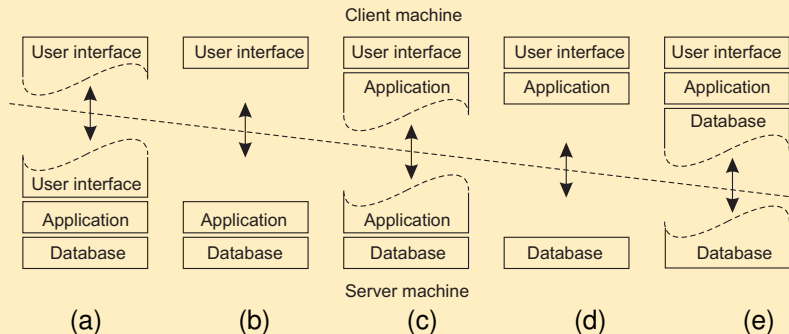 Client machine
User interface User interface User interface User interface User interface
Application Application Application
Database
User interface
Application Application Application
Database Database Database Database Database
Server machine
(a) (b) (c) (d) (e)